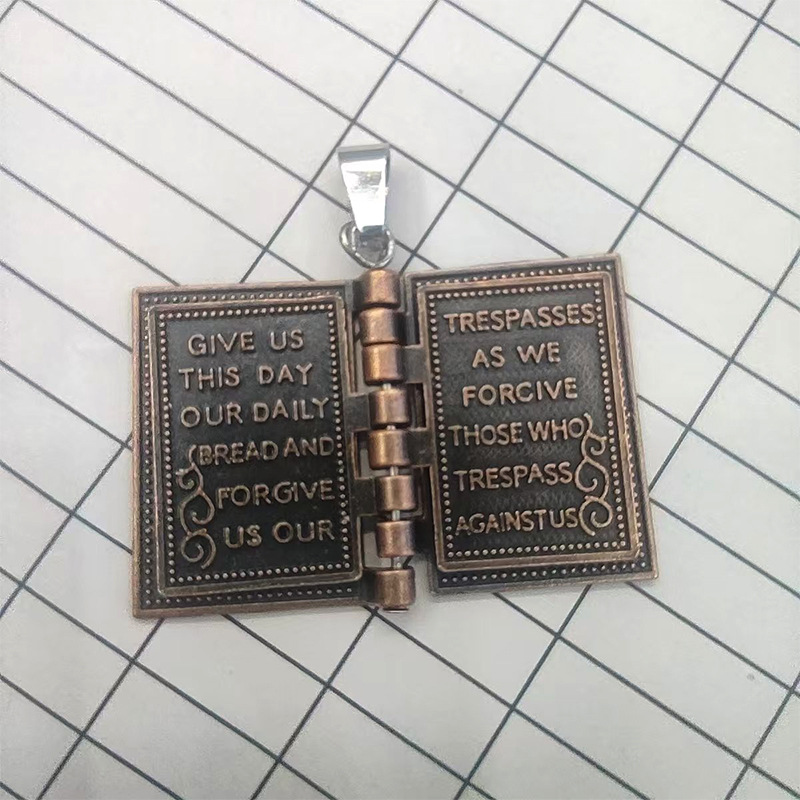 GIVE US
THIS DAY
OUR DAILY
BREAD AND
FORGIVE
US OUR
TRESPASSES
AS WE
FORGIVE
THOSE WHO
TRESPASS
AGAINST US